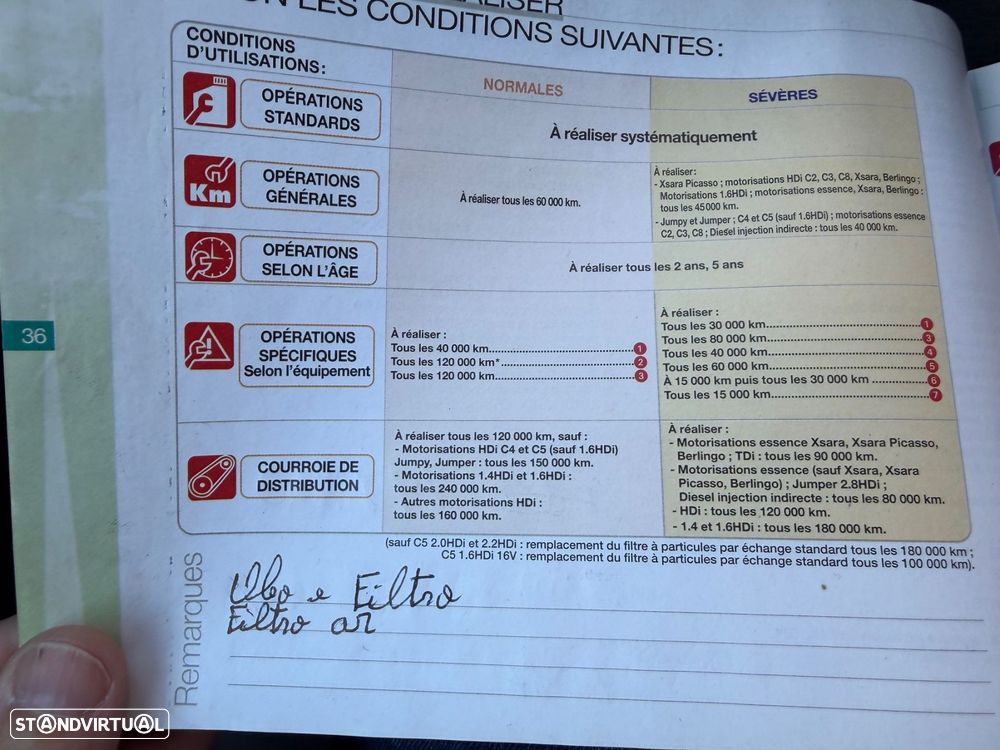 ON LES CONDITIONS SUIVANTES :
CONDITIONS
D'UTILISATIONS :
NORMALES
SÉVÈRES
OPÉRATIONS
STANDARDS
À réaliser systématiquement
Km
OPÉRATIONS
GÉNÉRALES
À réaliser tous les 60 000 km.
À réaliser:
- Xsara Picasso ; motorisations HDi C2, C3, C8, Xsara, Berlingo ;
Motorisations 1.6HDi ; motorisations essence, Xsara, Berlingo :
tous les 45 000 km.
- Jumpy et Jumper ; C4 et C5 (sauf 1.6HDi) ; motorisations essence
C2, C3, C8 ; Diesel injection indirecte : tous les 40 000 km.
OPÉRATIONS
SELON L'ÂGE
À réaliser tous les 2 ans, 5 ans
36
OPÉRATIONS
SPÉCIFIQUES
Selon l'équipement
À réaliser :
Tous les 40 000 km 1
Tous les 120 000 km* 2
Tous les 120 000 km 3
À réaliser :
Tous les 30 000 km 1
Tous les 80 000 km 3
Tous les 40 000 km 4
Tous les 60 000 km 5
À 15 000 km puis tous les 30 000 km 6
Tous les 15 000 km 7
COURROIE DE
DISTRIBUTION
À réaliser tous les 120 000 km, sauf :
- Motorisations HDi C4 et C5 (sauf 1.6HDi)
Jumpy, Jumper : tous les 150 000 km.
- Motorisations 1.4HDi et 1.6HDi :
tous les 240 000 km.
- Autres motorisations HDi :
tous les 160 000 km.
À réaliser :
- Motorisations essence Xsara, Xsara Picasso,
Berlingo ; TDi : tous les 90 000 km.
- Motorisations essence (sauf Xsara, Xsara
Picasso, Berlingo) ; Jumper 2.8HDi ;
Diesel injection indirecte : tous les 80 000 km.
- HDi : tous les 120 000 km.
- 1.4 et 1.6HDi : tous les 180 000 km.
(sauf C5 2.0HDi et 2.2HDi : remplacement du filtre à particules par échange standard tous les 180 000 km ;
C5 1.6HDi 16V : remplacement du filtre à particules par échange standard tous les 100 000 km).
Remarques
e Filtro
Filtro ar
STANDVIRTUAL